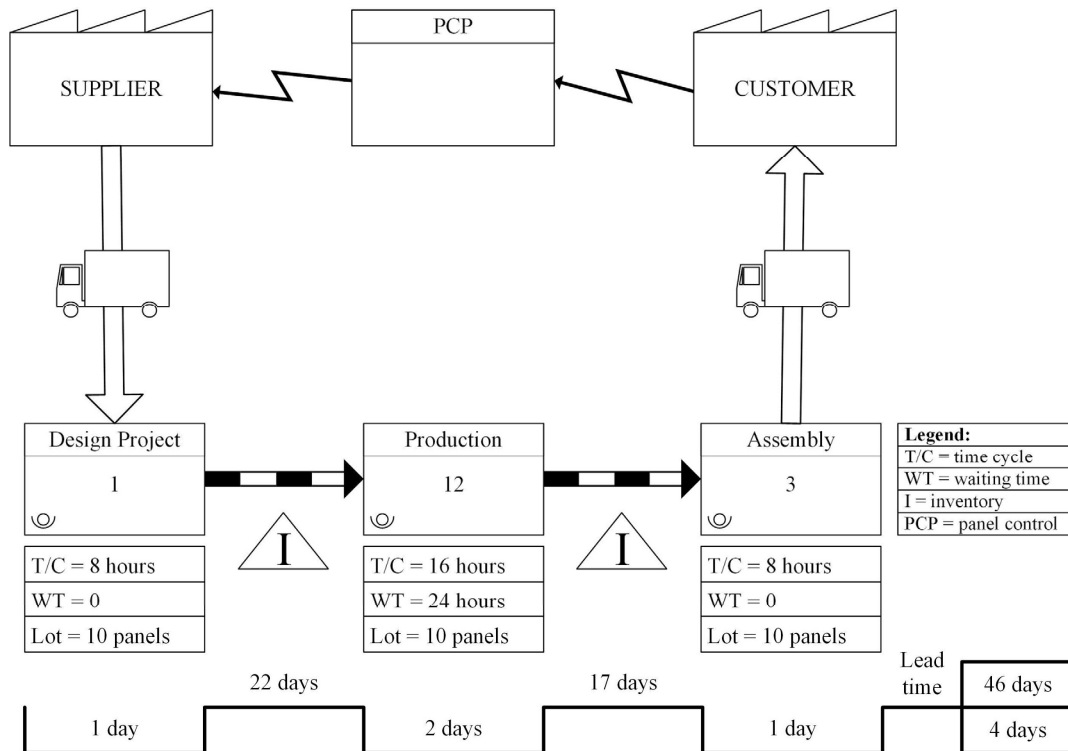 PCP
SUPPLIER
CUSTOMER
Design Project
1
Production
12
Assembly
3
Legend:
T/C = time cycle
WT = waiting time
I = inventory
PCP = panel control
I
I
T/C = 8 hours
WT = 0
Lot = 10 panels
T/C = 16 hours
WT = 24 hours
Lot = 10 panels
T/C = 8 hours
WT = 0
Lot = 10 panels
22 days
17 days
Lead
time
46 days
1 day
2 days
1 day
4 days